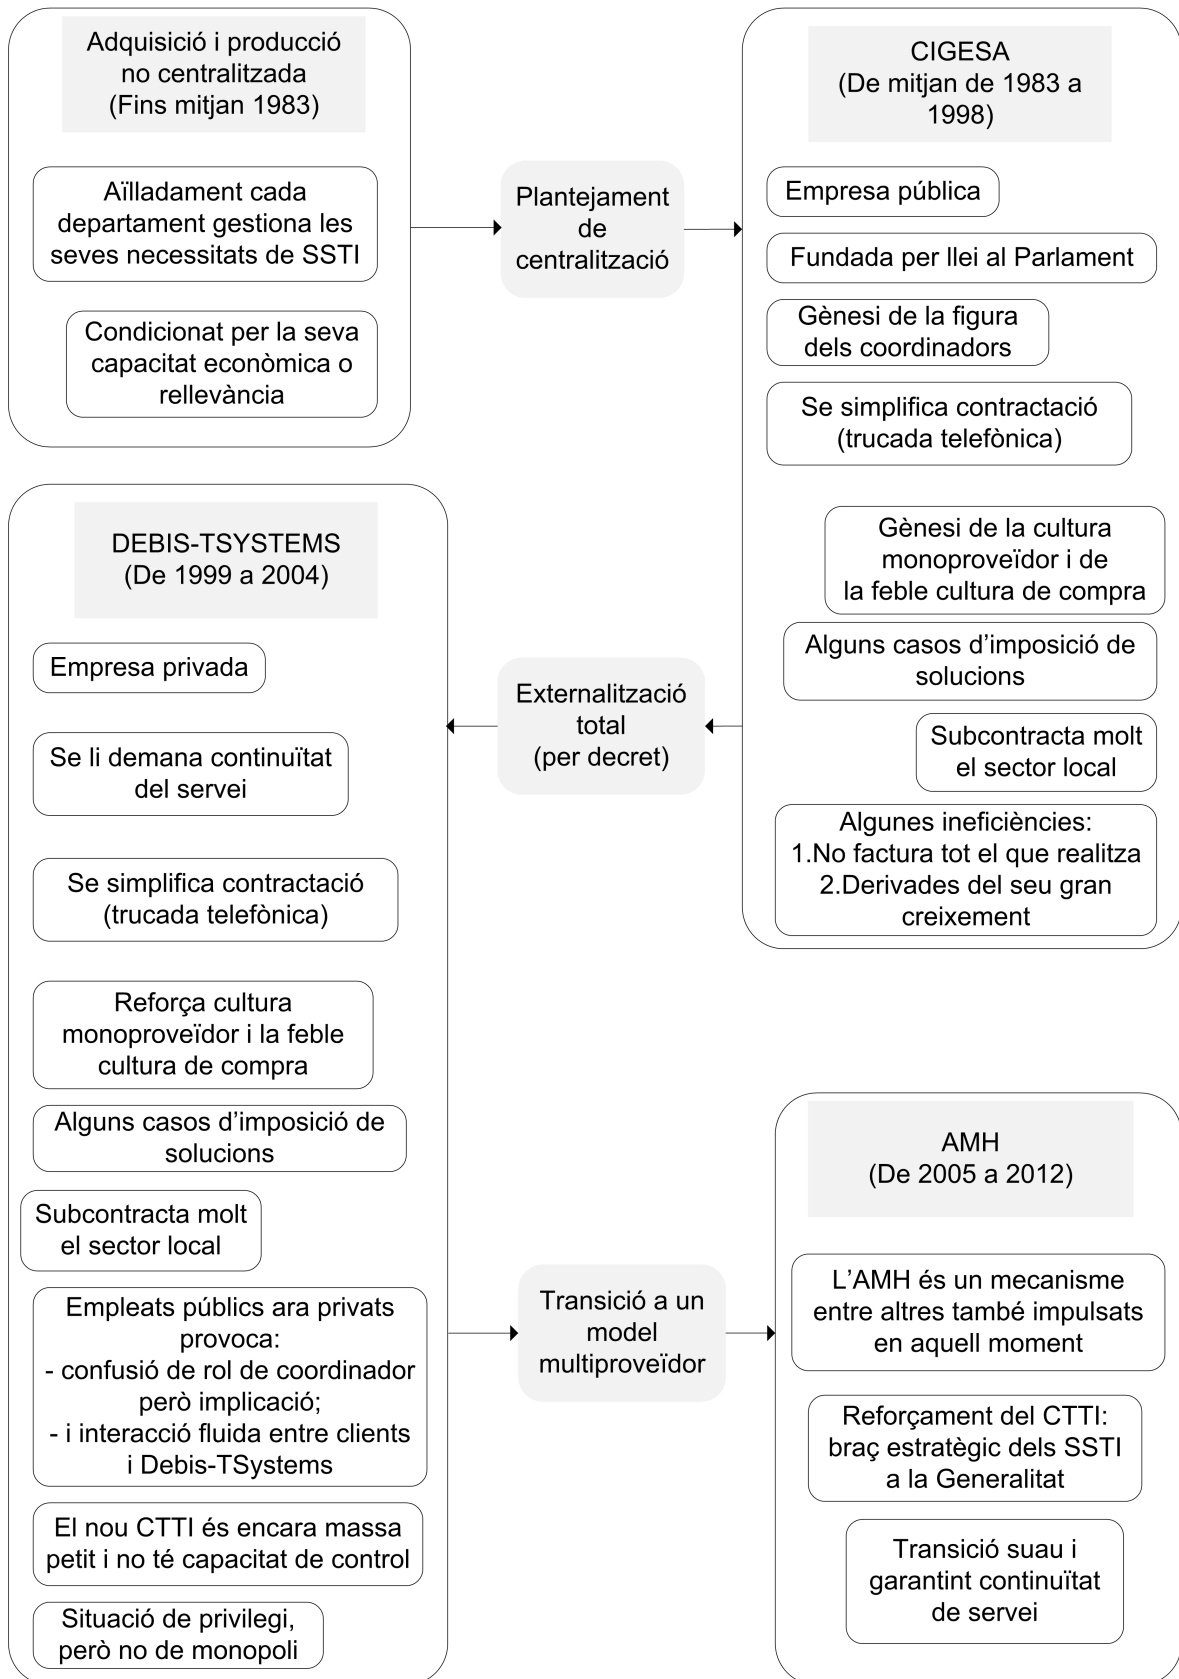 Adquisició i producció
no centralitzada
(Fins mitjan 1983)
Aïlladament cada
departament gestiona les
seves necessitats de SSTI
Condicionat per la seva
capacitat econòmica o
rellevància
Plantejament
de
centralització
CIGESA
(De mitjan de 1983 a
1998)
Empresa pública
Fundada per llei al Parlament
Gènesi de la figura
dels coordinadors
Se simplifica contractació
(trucada telefònica)
Gènesi de la cultura
monoproveïdor i de
la feble cultura de compra
Alguns casos d’imposició de
solucions
Subcontracta molt
el sector local
Algunes ineficiències:
1.No factura tot el que realitza
2.Derivades del seu gran
creixement
Externalització
total
(per decret)
DEBIS-TSYSTEMS
(De 1999 a 2004)
Empresa privada
Se li demana continuïtat
del servei
Se simplifica contractació
(trucada telefònica)
Reforça cultura
monoproveïdor i la feble
cultura de compra
Alguns casos d’imposició de
solucions
Subcontracta molt
el sector local
Empleats públics ara privats
provoca:
- confusió de rol de coordinador
però implicació;
- i interacció fluida entre clients
i Debis-TSystems
El nou CTTI és encara massa
petit i no té capacitat de control
Situació de privilegi,
però no de monopoli
Transició a un
model
multiproveïdor
AMH
(De 2005 a 2012)
L’AMH és un mecanisme
entre altres també impulsats
en aquell moment
Reforçament del CTTI:
braç estratègic dels SSTI
a la Generalitat
Transició suau i
garantint continuïtat
de servei